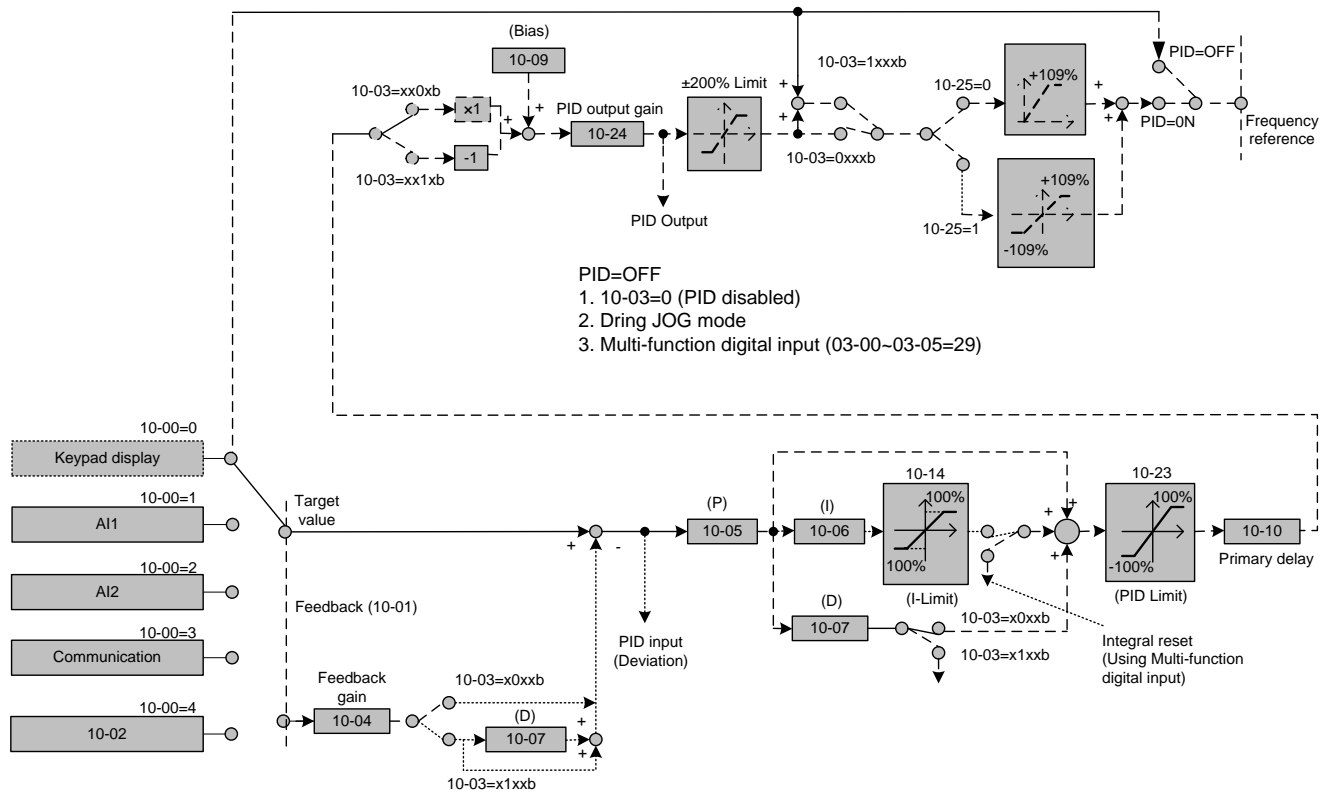 (Bias)
10-09
10-03=xx0xb
×1
+
+
-1
10-03=xx1xb
PID output gain
10-24
PID Output
±200% Limit
10-03=1xxxb
+
+
10-03=0xxxb
10-25=0
+109%
+
+
10-25=1
+109%
-109%
PID=OFF
PID=0N
Frequency
reference
PID=OFF
1. 10-03=0 (PID disabled)
2. Dring JOG mode
3. Multi-function digital input (03-00~03-05=29)
10-00=0
Keypad display
10-00=1
AI1
10-00=2
AI2
10-00=3
Communication
10-00=4
10-02
Target
value
Feedback (10-01)
Feedback
gain
10-04
10-03=x0xxb
(D)
10-07
+
+
10-03=x1xxb
+
-
PID input
(Deviation)
(P)
10-05
(I)
10-06
10-14
100%
100%
(I-Limit)
(D)
10-07
10-03=x0xxb
10-03=x1xxb
+
+
+
Integral reset
(Using Multi-function
digital input)
10-23
100%
-100%
(PID Limit)
10-10
Primary delay